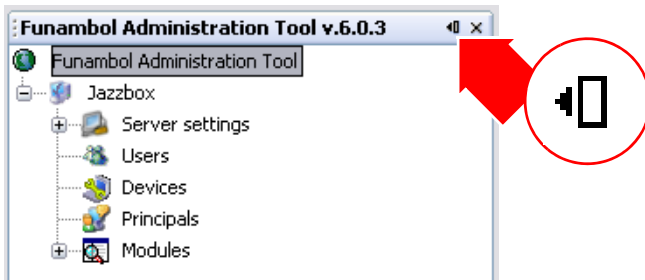 Funambol Administration Tool v.6.0.3
Funambol Administration Tool
Jazzbox
Server settings
Users
Devices
Principals
Modules